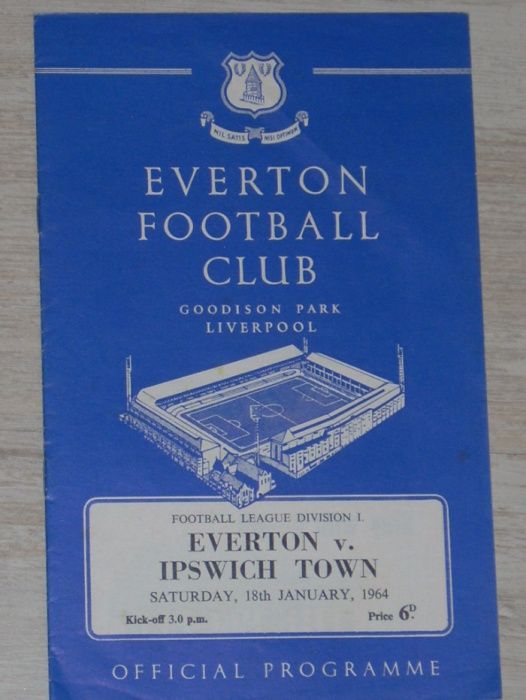 NIL SATIS NISI OPTIMUM
EVERTON
FOOTBALL
CLUB
GOODISON PARK
LIVERPOOL
FOOTBALL LEAGUE DIVISION I.
EVERTON v.
IPSWICH TOWN
SATURDAY, 18th JANUARY, 1964
Kick-off 3.0 p.m. Price 6D.
OFFICIAL PROGRAMME